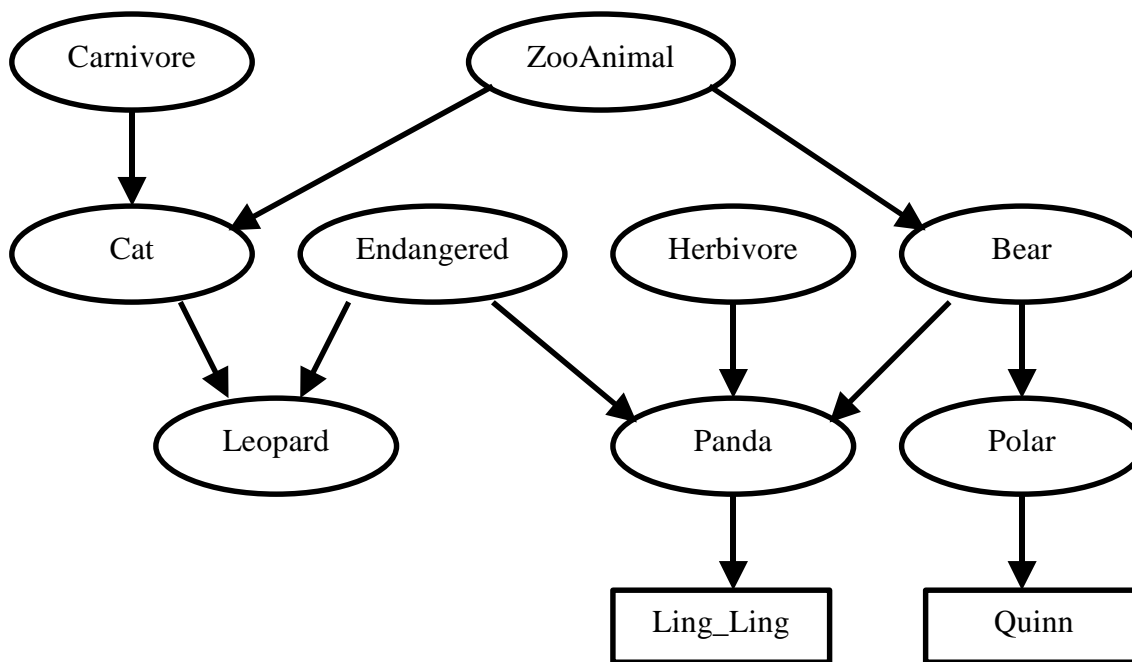 Carnivore
ZooAnimal
Cat
Endangered
Herbivore
Bear
Leopard
Panda
Polar
Ling_Ling
Quinn